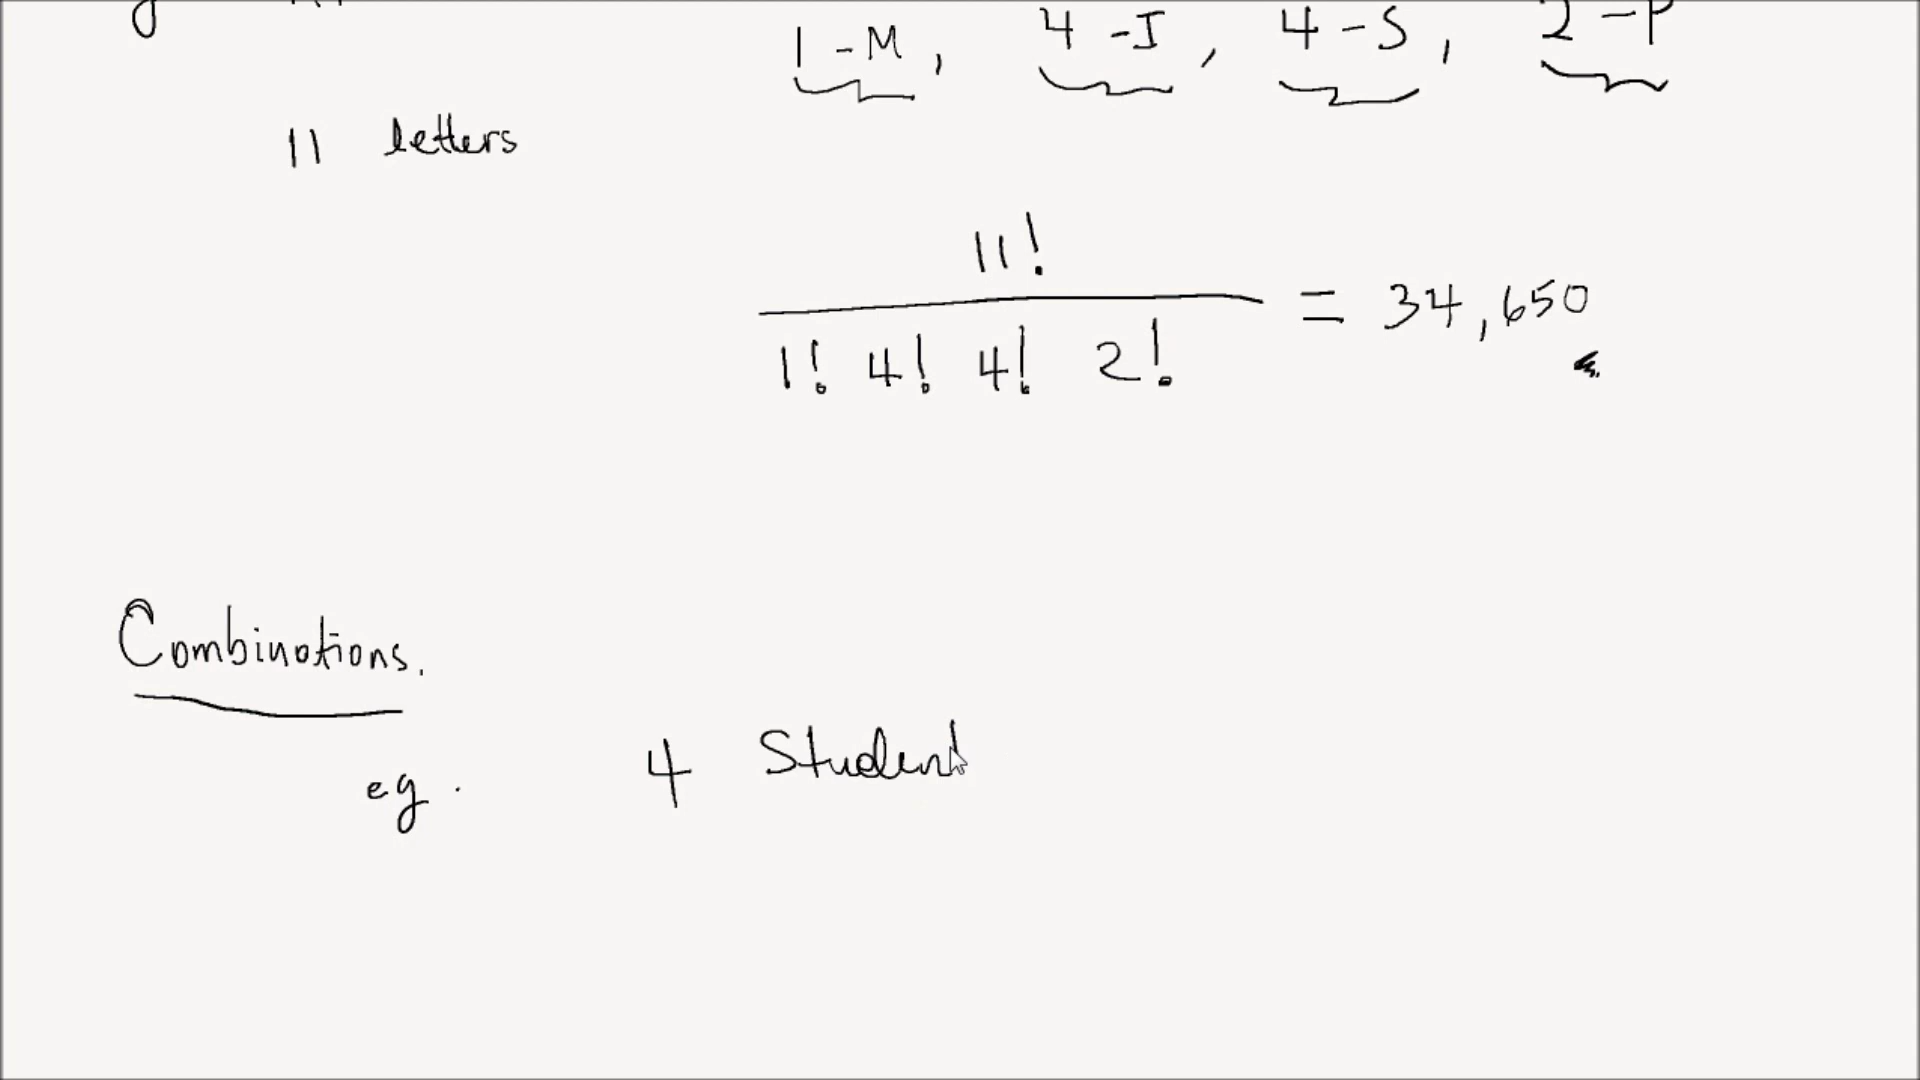 1 - M, 4 - I, 4 - S, 2 - P
11 letters
11!
1! 4! 4! 2!
= 34,650
Combinations.
eg. 4 Student